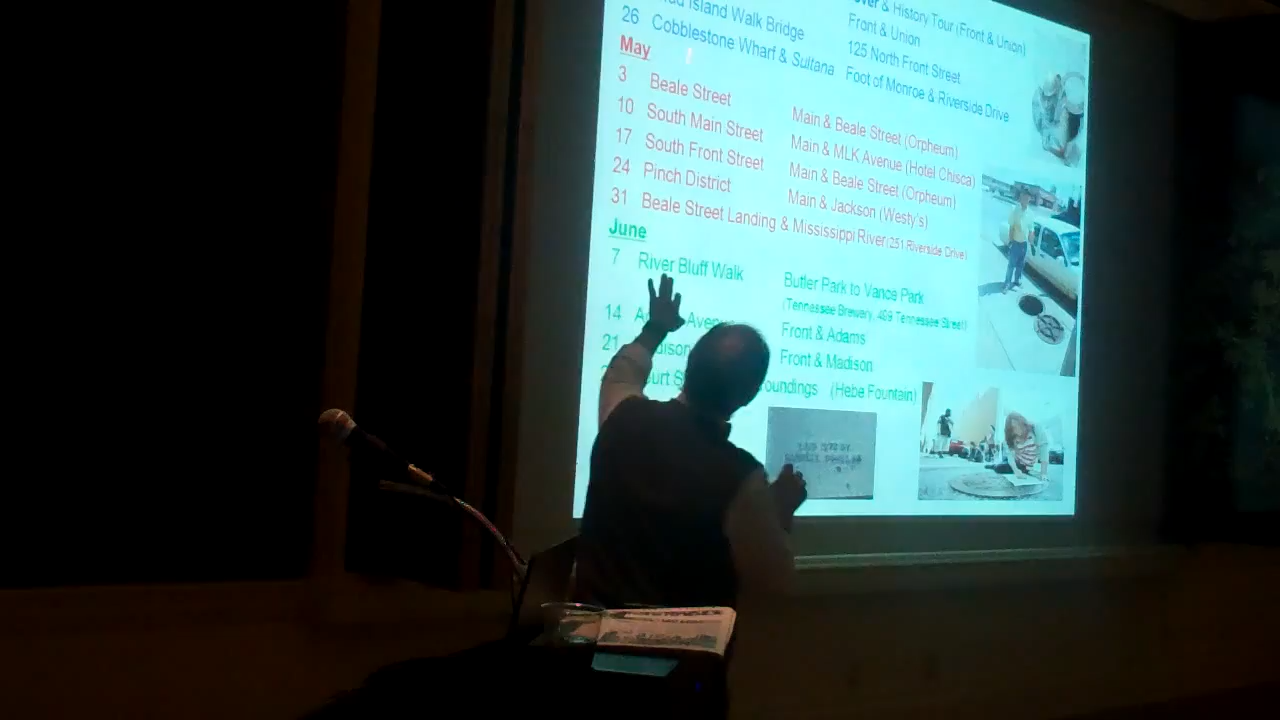 & History Tour (Front & Union)
Island Walk Bridge Front & Union
26 Cobblestone Wharf & Sultana 125 North Front Street
Foot of Monroe & Riverside Drive
May
3 Beale Street Main & Beale Street (Orpheum)
10 South Main Street Main & MLK Avenue (Hotel Chisca)
17 South Front Street Main & Beale Street (Orpheum)
24 Pinch District Main & Jackson (Westy's)
31 Beale Street Landing & Mississippi River (251 Riverside Drive)
June
7 River Bluff Walk Butler Park to Vance Park
(Tennessee Brewery, 499 Tennessee Street)
14 Front & Adams
21 Front & Madison
(Hebe Fountain)